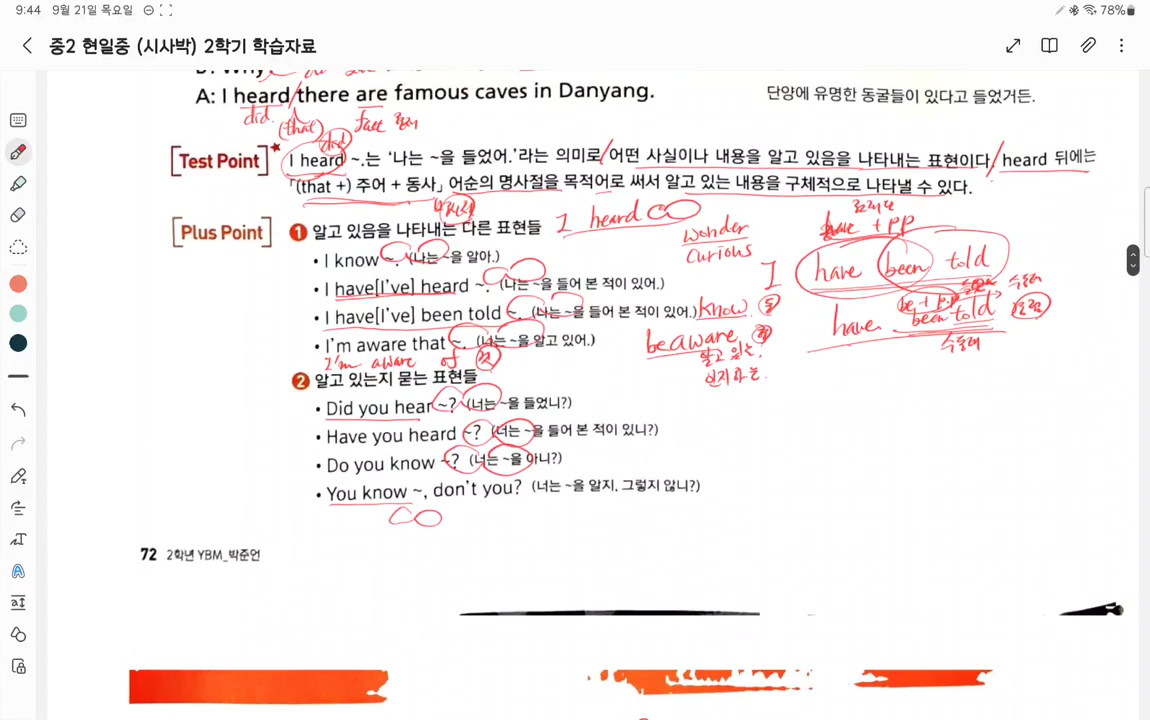 9:44 9월 21일 목요일 78%
중2 현일중 (시사박) 2학기 학습자료
A: I heard there are famous caves in Danyang. 단양에 유명한 동굴들이 있다고 들었거든.
did (that) fact
did
[Test Point] I heard ~.는 '나는 ~을 들었어.'라는 의미로 어떤 사실이나 내용을 알고 있음을 나타내는 표현이다. heard 뒤에는
「(that +) 주어 + 동사」 어순의 명사절을 목적어로 써서 알고 있는 내용을 구체적으로 나타낼 수 있다.
[Plus Point] 1 알고 있음을 나타내는 다른 표현들
I heard
wonder
curious
have + pp
• I know ~. (나는 ~을 알아.)
I have been told
• I have[I've] heard ~. (나는 ~을 들어 본 적이 있어.)
be + p.p
• I have[I've] been told ~. (나는 ~을 들어 본 적이 있어.)
know 동
have been told
수동태
• I'm aware that ~. (나는 ~을 알고 있어.)
be aware
알고 있는,
인지하는.
I'm aware of
2 알고 있는지 묻는 표현들
• Did you hear ~? (너는 ~을 들었니?)
• Have you heard ~? (너는 ~을 들어 본 적이 있니?)
• Do you know ~? (너는 ~을 아니?)
• You know ~, don't you? (너는 ~을 알지, 그렇지 않니?)
72 2학년 YBM_박준언